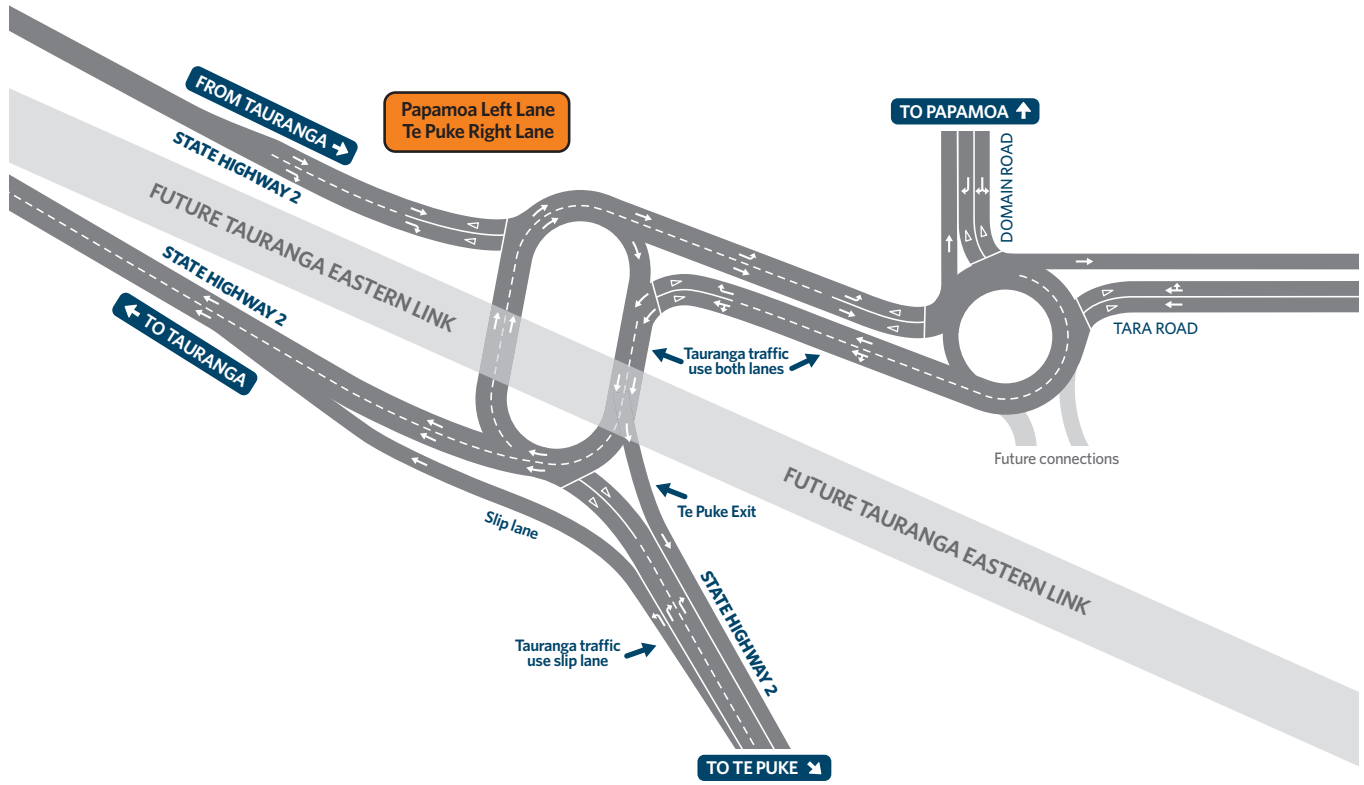 FROM TAURANGA
Papamoa Left Lane
Te Puke Right Lane
TO PAPAMOA
STATE HIGHWAY 2
DOMAIN ROAD
FUTURE TAURANGA EASTERN LINK
STATE HIGHWAY 2
TO TAURANGA
TARA ROAD
Tauranga traffic
use both lanes
Future connections
Te Puke Exit
Slip lane
FUTURE TAURANGA EASTERN LINK
STATE HIGHWAY 2
Tauranga traffic
use slip lane
TO TE PUKE